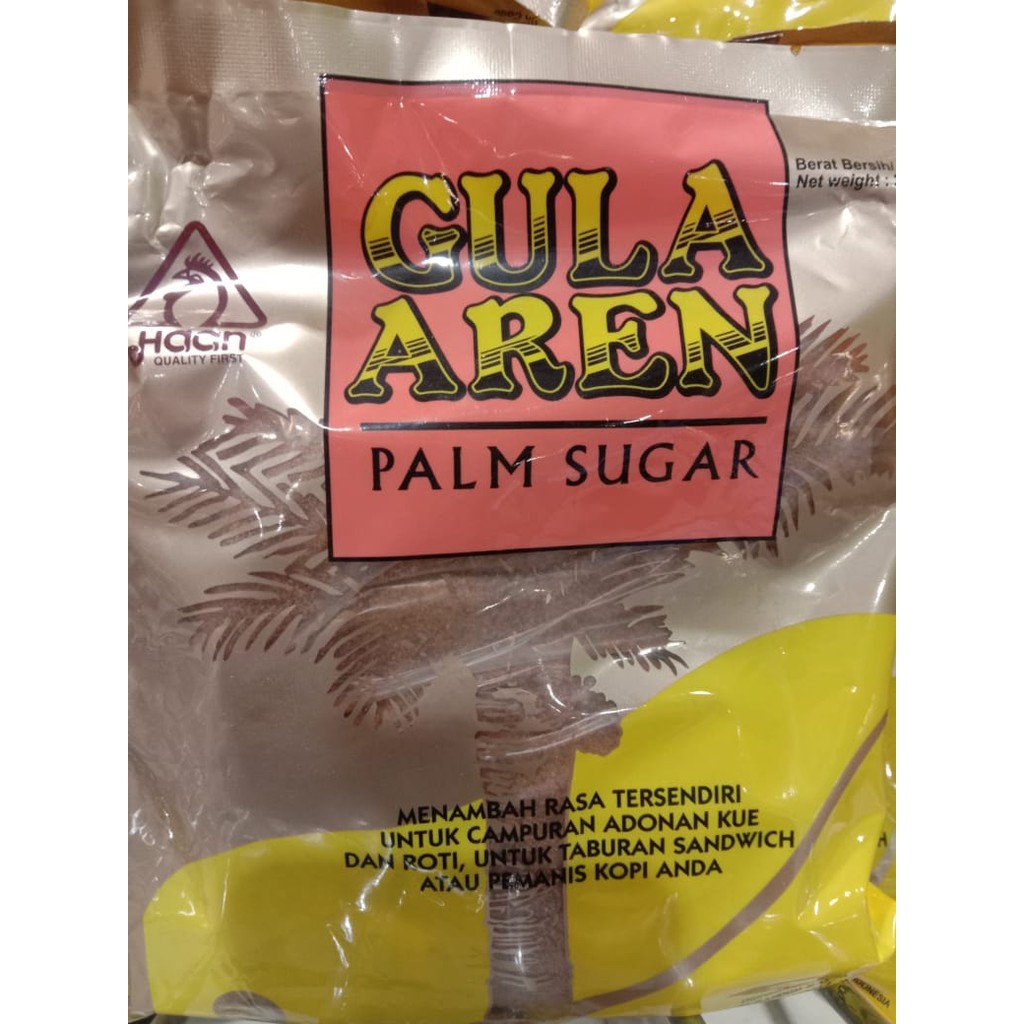 GULA
AREN
PALM SUGAR
Berat Bersih/
Net weight :
Haan
QUALITY FIRST
MENAMBAH RASA TERSENDIRI
UNTUK CAMPURAN ADONAN KUE
DAN ROTI, UNTUK TABURAN SANDWICH
ATAU PEMANIS KOPI ANDA